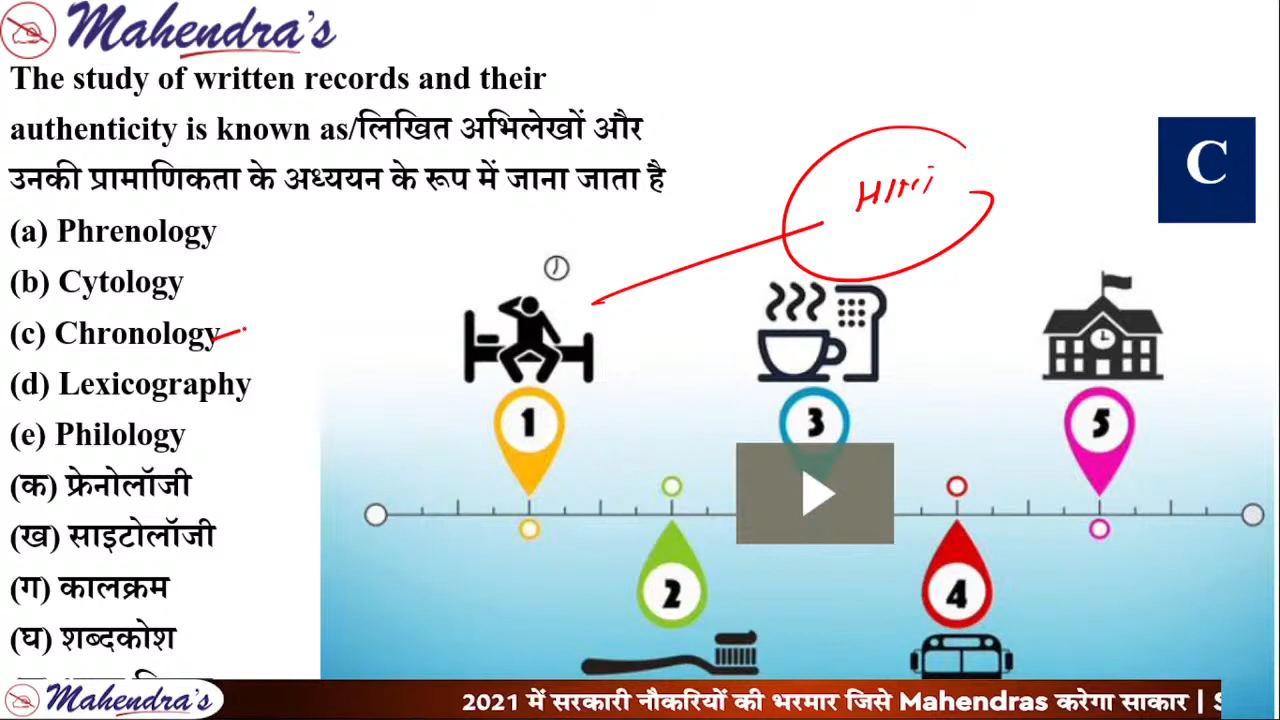 Mahendra's
The study of written records and their
authenticity is known as/लिखित अभिलेखों और
उनकी प्रामाणिकता के अध्ययन के रूप में जाना जाता है
(a) Phrenology
(b) Cytology
(c) Chronology
(d) Lexicography
(e) Philology
(क) फ्रेनोलॉजी
(ख) साइटोलॉजी
(ग) कालक्रम
(घ) शब्दकोश
C
1
3
5
2
4
Mahendra's
2021 में सरकारी नौकरियों की भरमार जिसे Mahendras करेगा साकार |